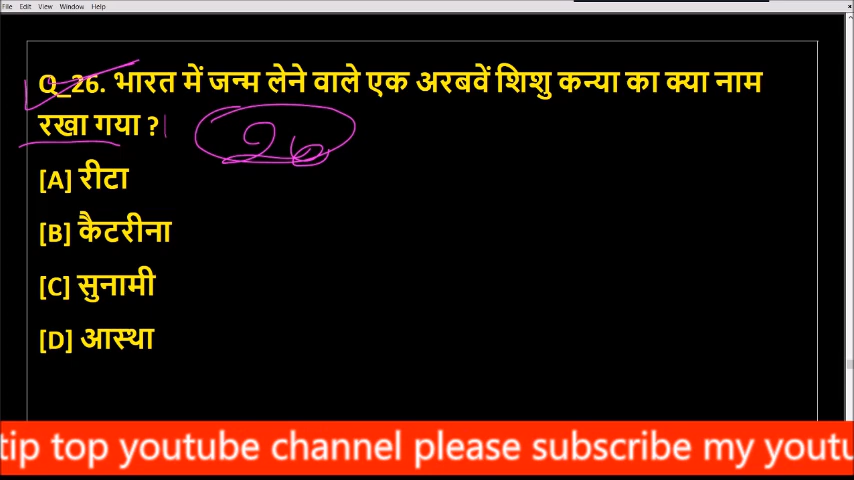 File Edit View Window Help
Q_26. भारत में जन्म लेने वाले एक अरबवें शिशु कन्या का क्या नाम
रखा गया ?
26
[A] रीटा
[B] कैटरीना
[C] सुनामी
[D] आस्था
tip top youtube channel please subscribe my youtu